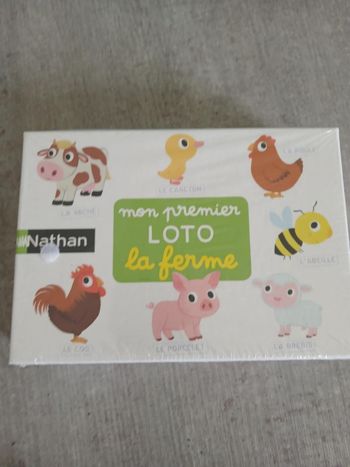 LA VACHE
LE CANETON
LA POULE
mon premier
LOTO
la ferme
Nathan
L'ABEILLE
LE COQ
LE PORCELET
LA BREBIS